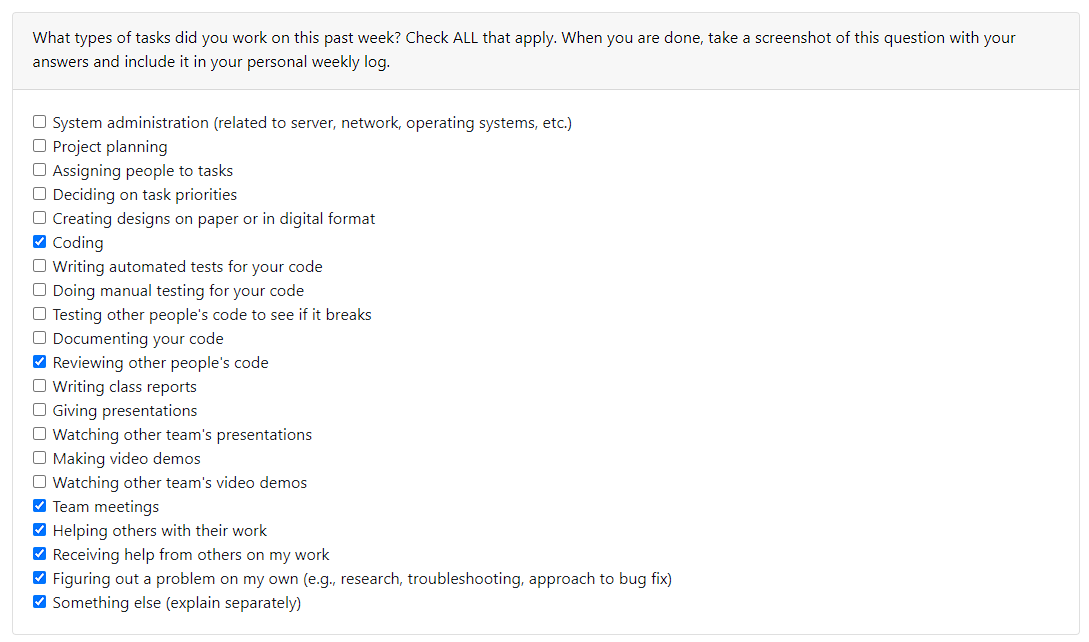 What types of tasks did you work on this past week? Check ALL that apply. When you are done, take a screenshot of this question with your
answers and include it in your personal weekly log.
System administration (related to server, network, operating systems, etc.)
Project planning
Assigning people to tasks
Deciding on task priorities
Creating designs on paper or in digital format
Coding
Writing automated tests for your code
Doing manual testing for your code
Testing other people's code to see if it breaks
Documenting your code
Reviewing other people's code
Writing class reports
Giving presentations
Watching other team's presentations
Making video demos
Watching other team's video demos
Team meetings
Helping others with their work
Receiving help from others on my work
Figuring out a problem on my own (e.g., research, troubleshooting, approach to bug fix)
Something else (explain separately)